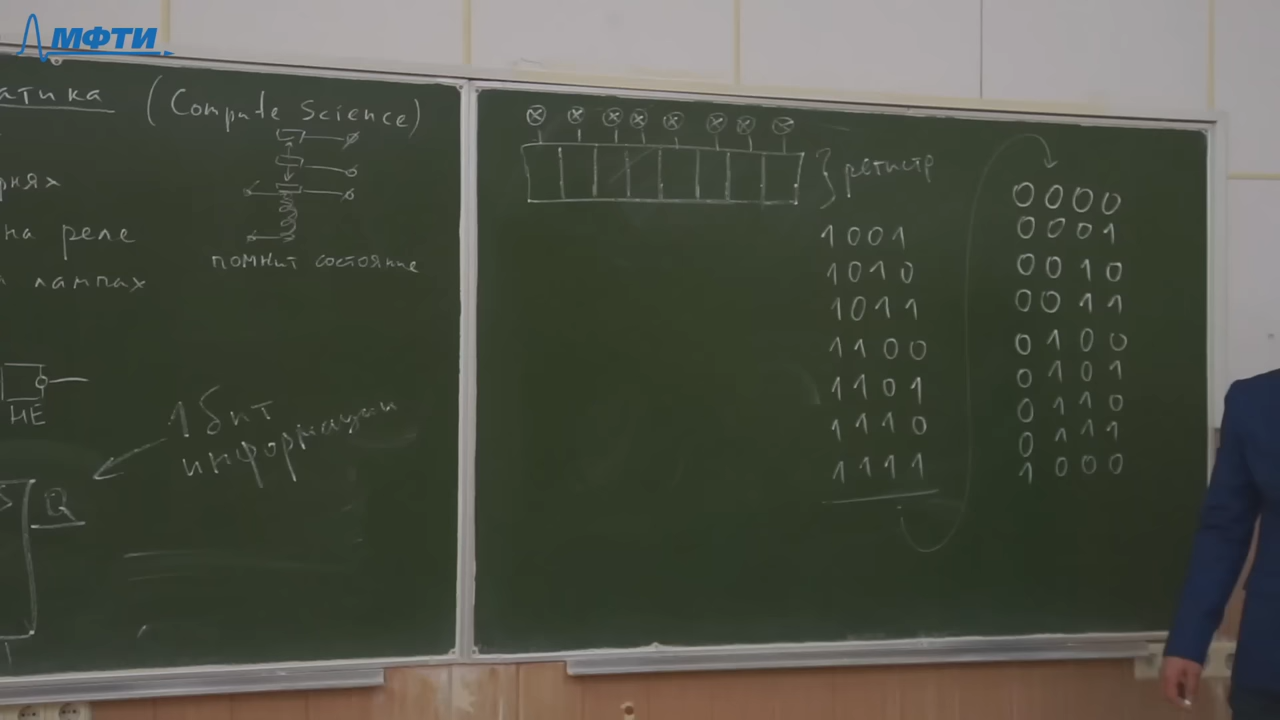 МФТИ
атика (Compute Science)
рнях
на реле
лампах
помнит состояние
НЕ
1 бит
информации
Q
} регистр
1001
1010
1011
1100
1101
1110
1111
0000
0001
0010
0011
0100
0101
0110
0111
1000